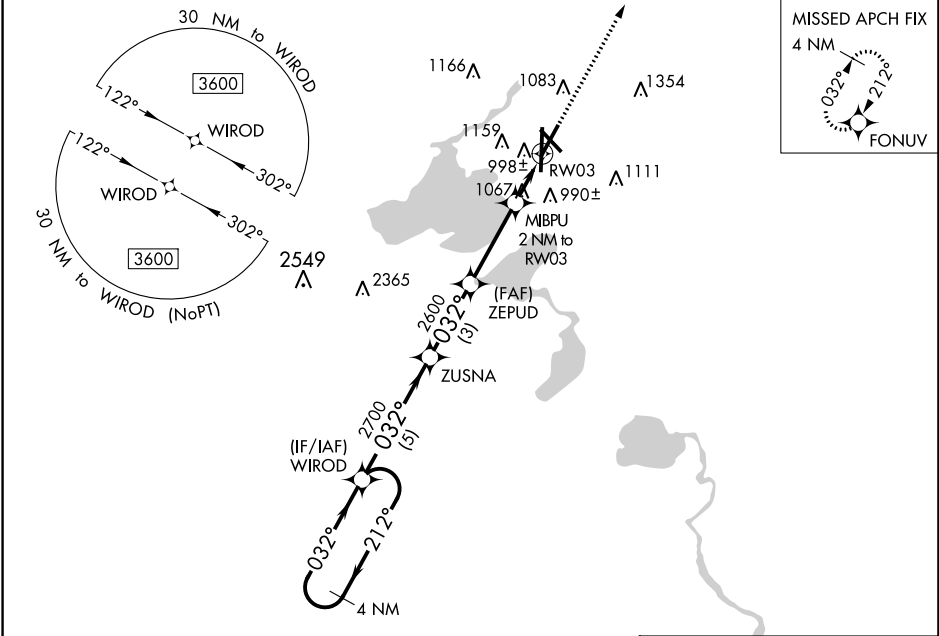 30 NM to WIROD
3600
122°
WIROD
302°
122°
WIROD
302°
3600
30 NM to WIROD (NoPT)
MISSED APCH FIX
4 NM
032°
212°
FONUV
1166
1083
1354
1159
998±
RW03
1111
1067
990±
MIBPU
2 NM to
RW03
2549
2365
(FAF)
ZEPUD
2600
032°
(3)
ZUSNA
2700
032°
(5)
(IF/IAF)
WIROD
032°
212°
4 NM